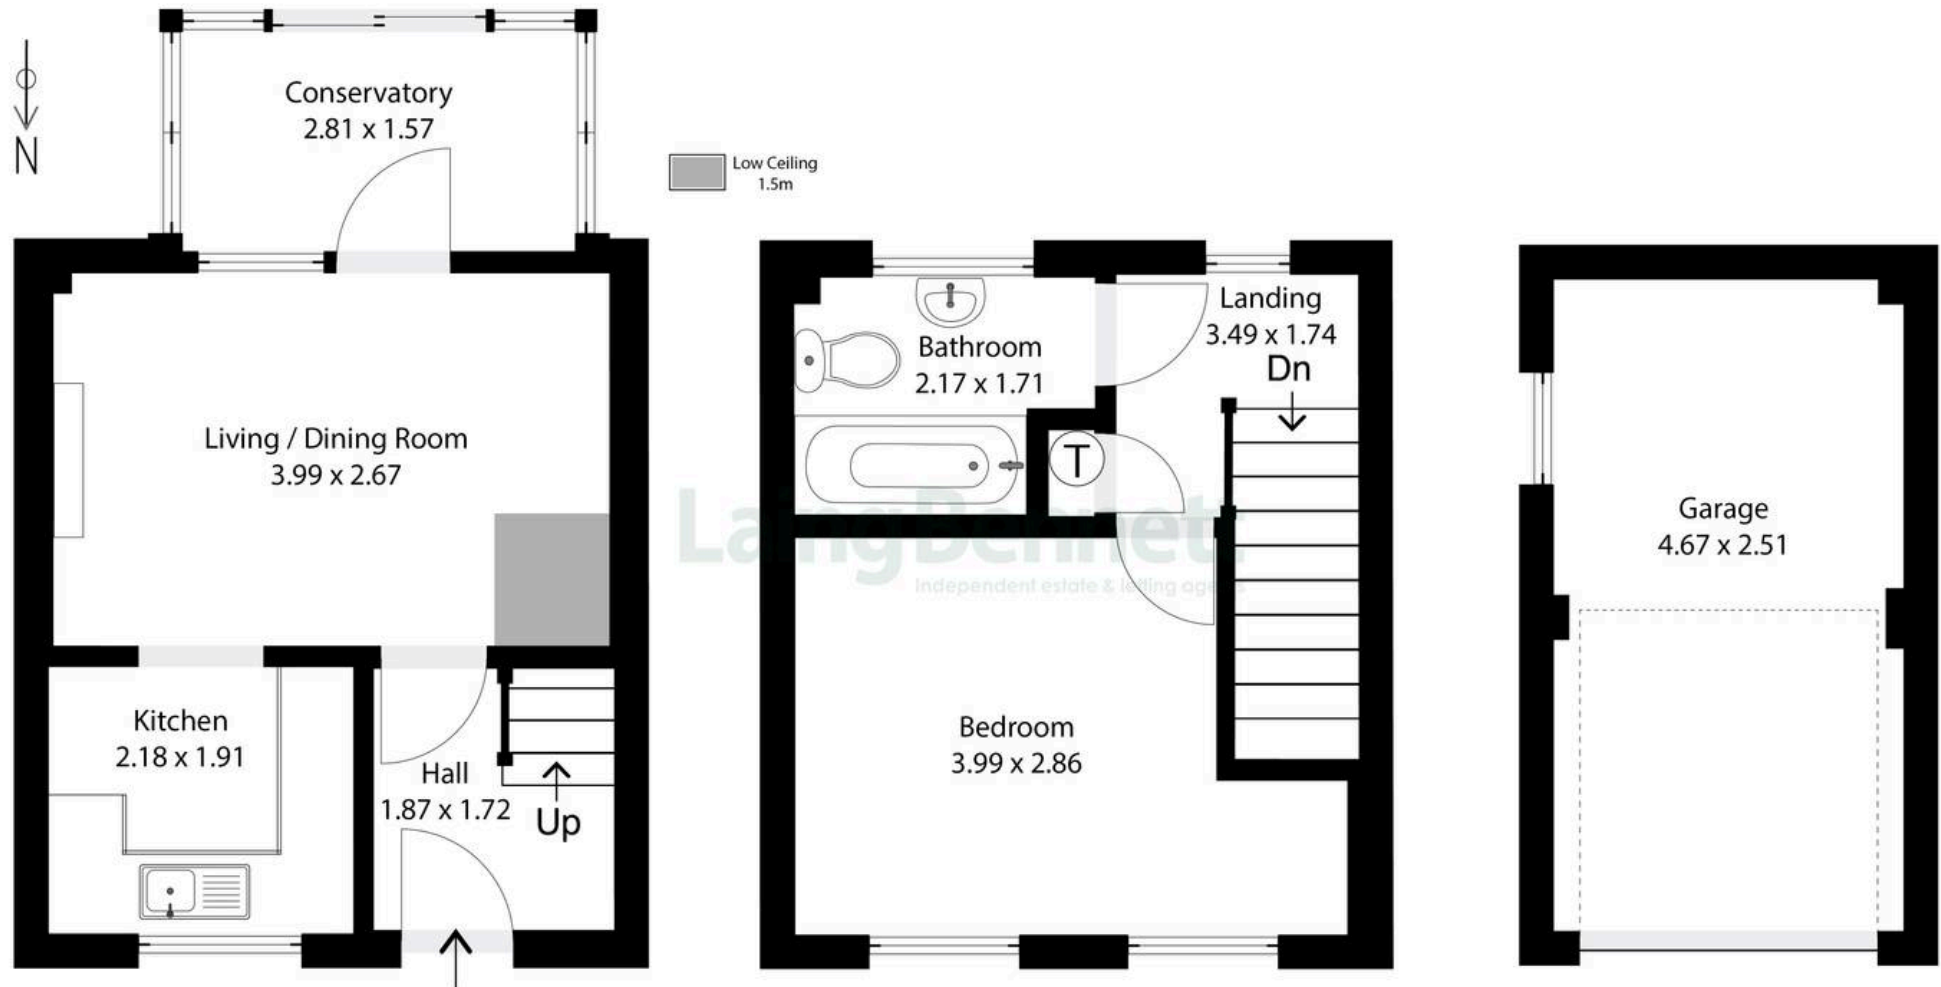 N
Conservatory
2.81 x 1.57
Low Ceiling
1.5m
Living / Dining Room
3.99 x 2.67
Kitchen
2.18 x 1.91
Hall
1.87 x 1.72
Up
Landing
3.49 x 1.74
Dn
Bathroom
2.17 x 1.71
T
LaingBennett
Independent estate & letting agents
Bedroom
3.99 x 2.86
Garage
4.67 x 2.51